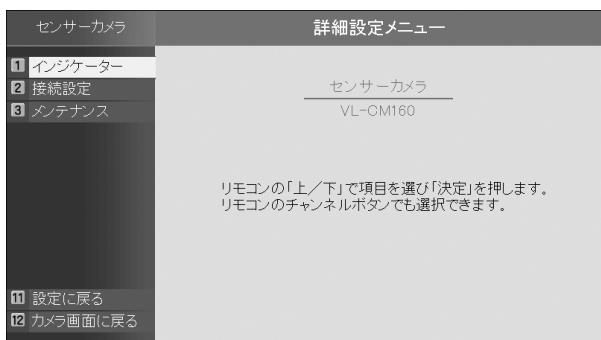 センサーカメラ
詳細設定メニュー
1 インジケーター
2 接続設定
3 メンテナンス
センサーカメラ
VL-CM160
リモコンの「上／下」で項目を選び「決定」を押します。
リモコンのチャンネルボタンでも選択できます。
11 設定に戻る
12 カメラ画面に戻る